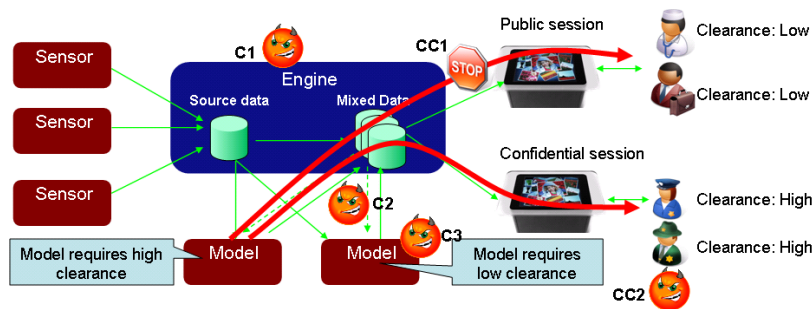 Public session
C1
CC1
Clearance: Low
Sensor
Engine
STOP
Source data
Mixed Data
Clearance: Low
Sensor
Confidential session
Sensor
C2
Clearance: High
Model requires high
clearance
Model
Model
C3
Model requires
low clearance
Clearance: High
CC2